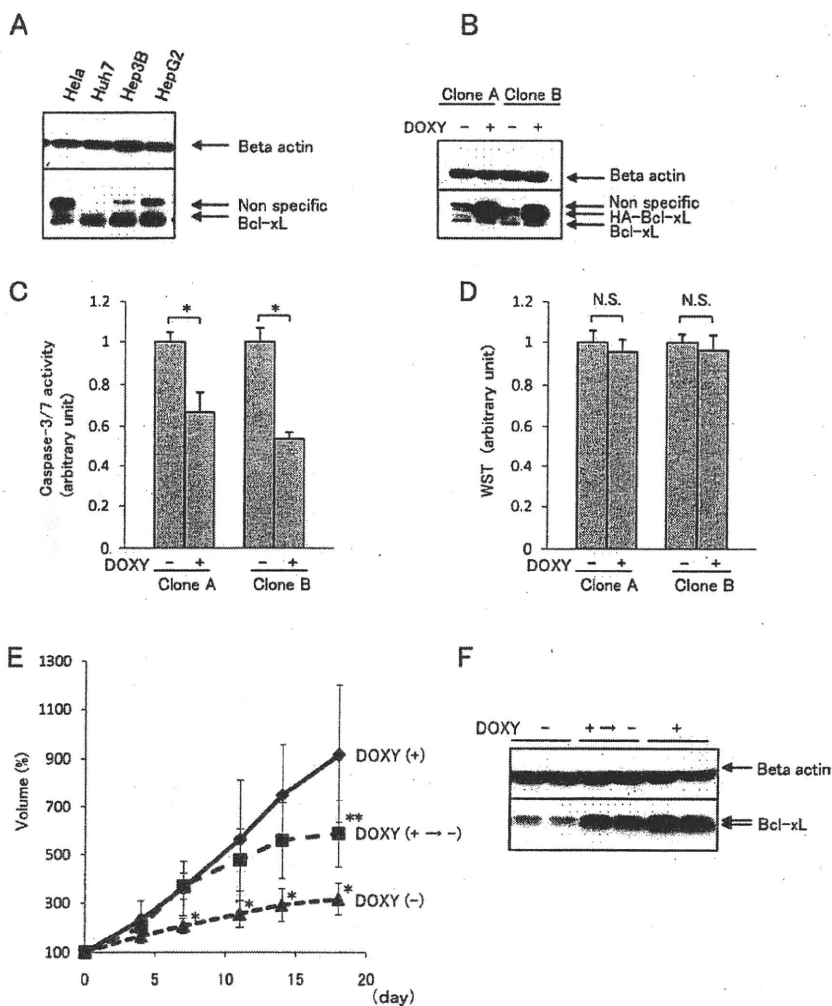 A
Hela Huh7 Hep3B HepG2
Beta actin
Non specific
Bcl-xL
B
Clone A Clone B
DOXY - + - +
Beta actin
Non specific
HA-Bcl-xL
Bcl-xL
C
Caspase-3/7 activity
(arbitrary unit)
1.2
1
0.8
0.6
0.4
0.2
0.
* *
DOXY - + - +
Clone A Clone B
D
WST (arbitrary unit)
1.2
1
0.8
0.6
0.4
0.2
0
N.S. N.S.
DOXY - + - +
Clone A Clone B
E
Volume (%)
1300
1100
900
700
500
300
100
DOXY (+)
**
DOXY (+ → -)
* * * *
DOXY (-)
0 5 10 15 20
(day)
F
DOXY - + → - +
Beta actin
Bcl-xL